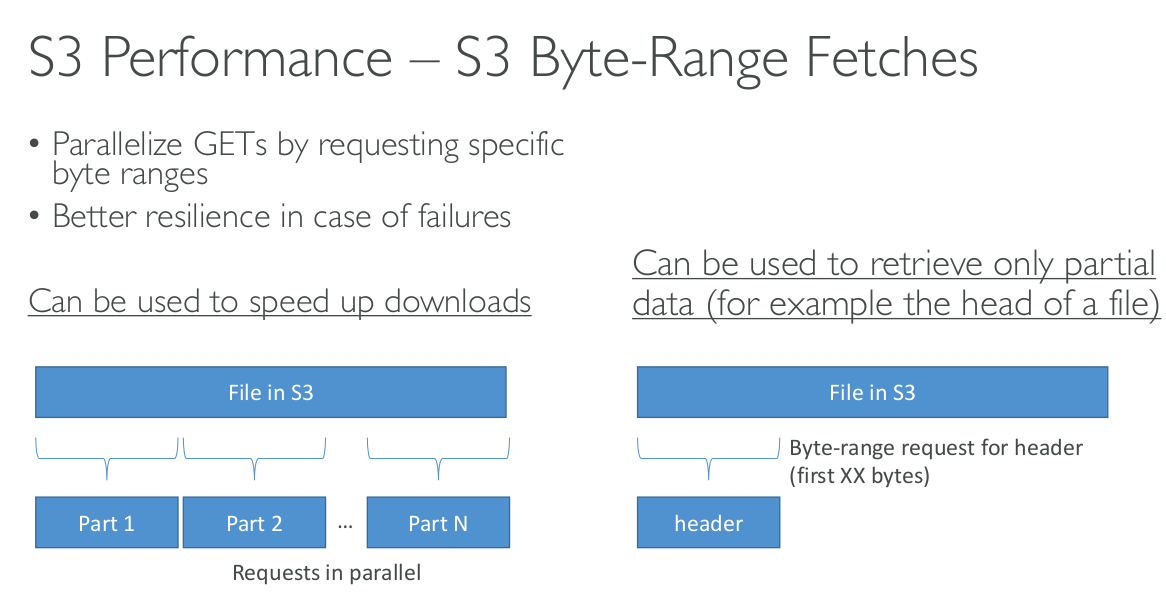 S3 Performance – S3 Byte-Range Fetches
• Parallelize GETs by requesting specific
byte ranges
• Better resilience in case of failures
Can be used to speed up downloads
File in S3
Part 1
Part 2
...
Part N
Requests in parallel
Can be used to retrieve only partial
data (for example the head of a file)
File in S3
Byte-range request for header
(first XX bytes)
header